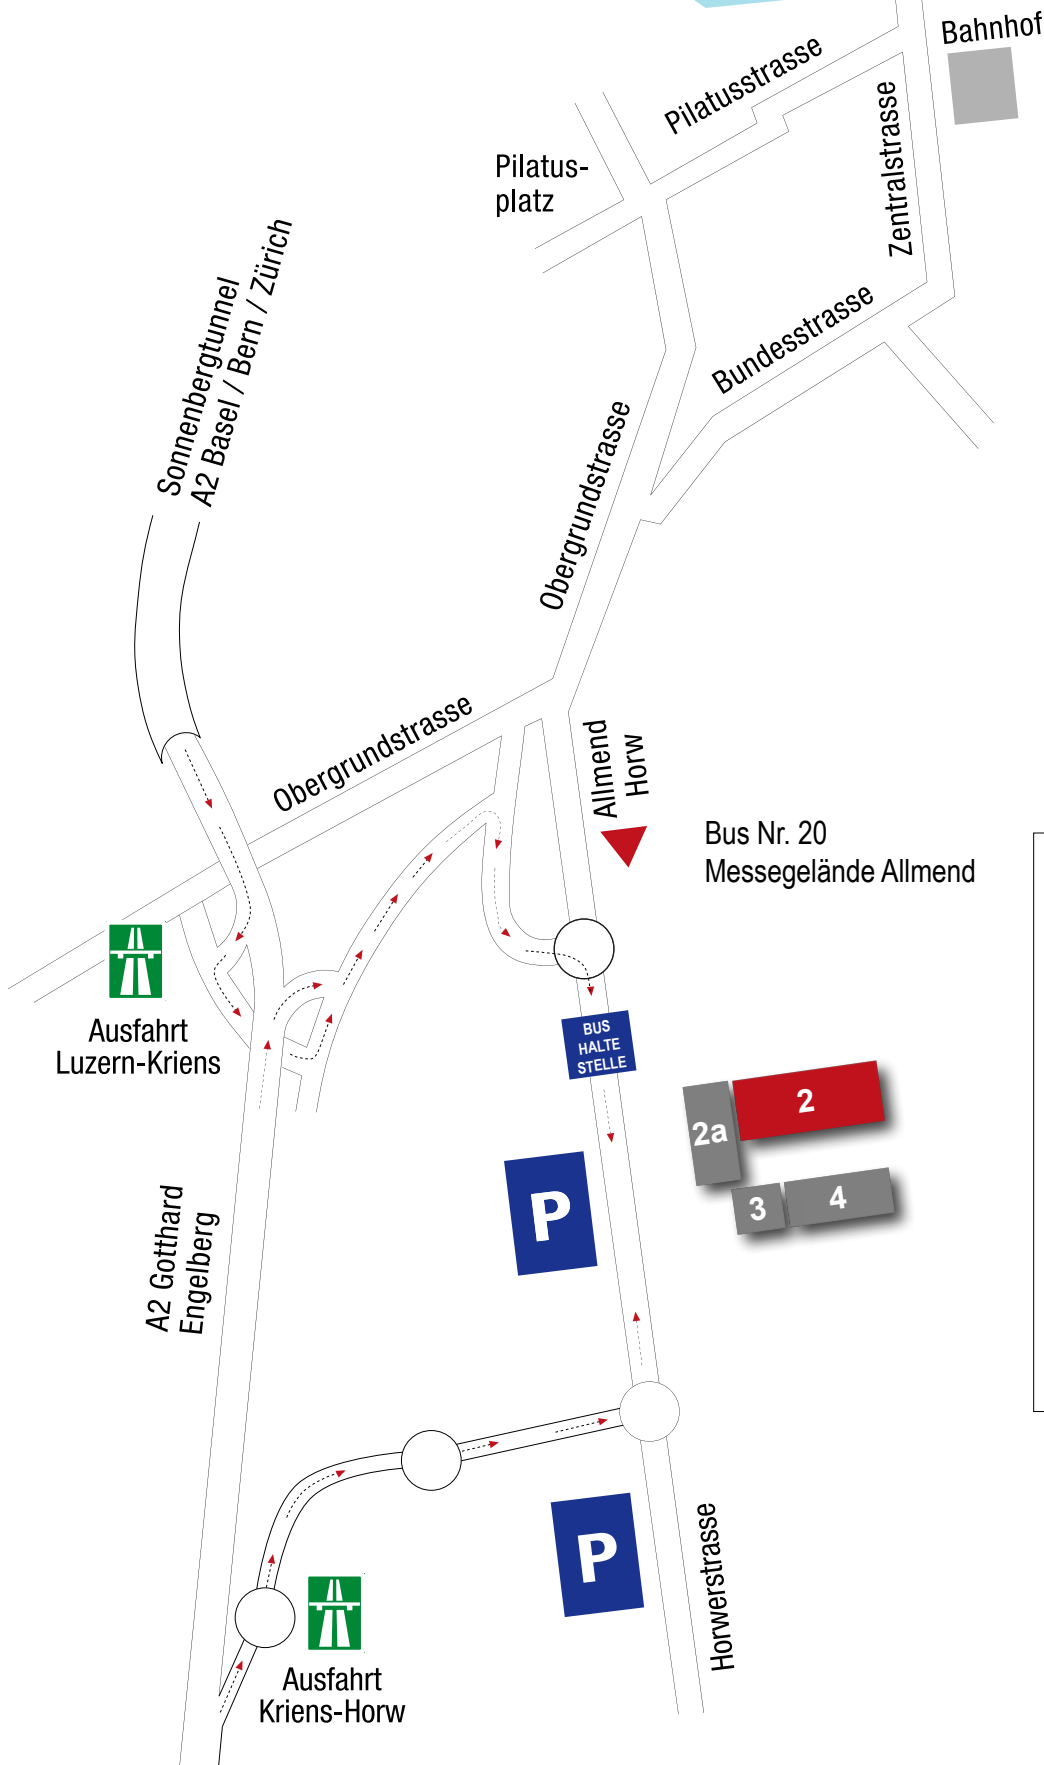 Bahnhof
Pilatusstrasse
Zentralstrasse
Pilatus-
platz
Sonnenbergtunnel
A2 Basel / Bern / Zürich
Bundesstrasse
Obergrundstrasse
Obergrundstrasse
Allmend
Horw
Bus Nr. 20
Messegelände Allmend
Ausfahrt
Luzern-Kriens
BUS
HALTE
STELLE
2
2a
3
4
P
A2 Gotthard
Engelberg
P
Horwerstrasse
Ausfahrt
Kriens-Horw